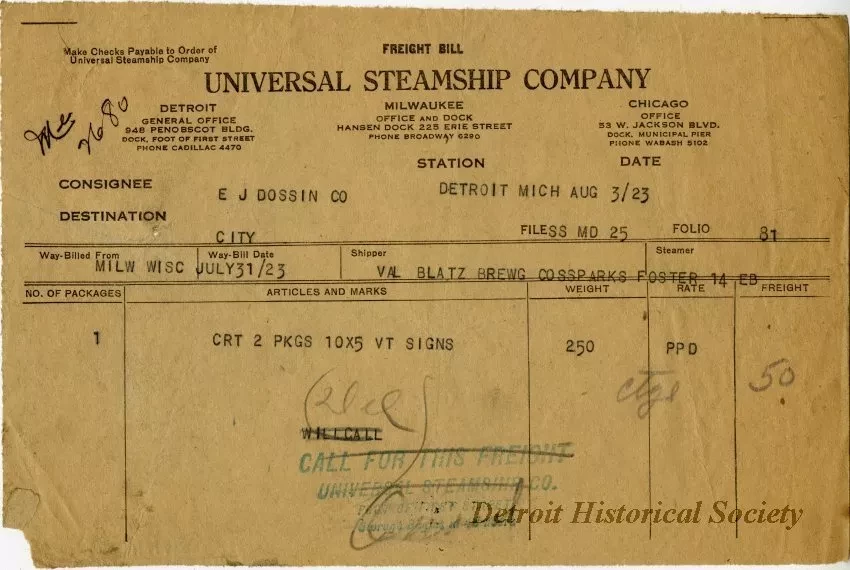 Make Checks Payable to Order of
Universal Steamship Company
FREIGHT BILL
UNIVERSAL STEAMSHIP COMPANY
2680
DETROIT
GENERAL OFFICE
948 PENOBSCOT BLDG.
DOCK, FOOT OF FIRST STREET
PHONE CADILLAC 4470
MILWAUKEE
OFFICE AND DOCK
HANSEN DOCK 225 ERIE STREET
PHONE BROADWAY 6290
CHICAGO
OFFICE
53 W. JACKSON BLVD.
DOCK, MUNICIPAL PIER
PHONE WABASH 5102
STATION DATE
CONSIGNEE E J DOSSIN CO DETROIT MICH AUG 3/23
DESTINATION CITY FILESS MD 25 FOLIO 81
Way-Billed From Way-Bill Date Shipper Steamer
MILW WISC JULY31/23 VAL BLATZ BREWG COSSPARKS FOSTER 14 EB
NO. OF PACKAGES ARTICLES AND MARKS WEIGHT RATE FREIGHT
1 CRT 2 PKGS 10X5 VT SIGNS 250 PPD
ctge 50
Del
WILLCALL
CALL FOR THIS FREIGHT
UNIVERSAL STEAMSHIP CO.
Detroit Historical Society